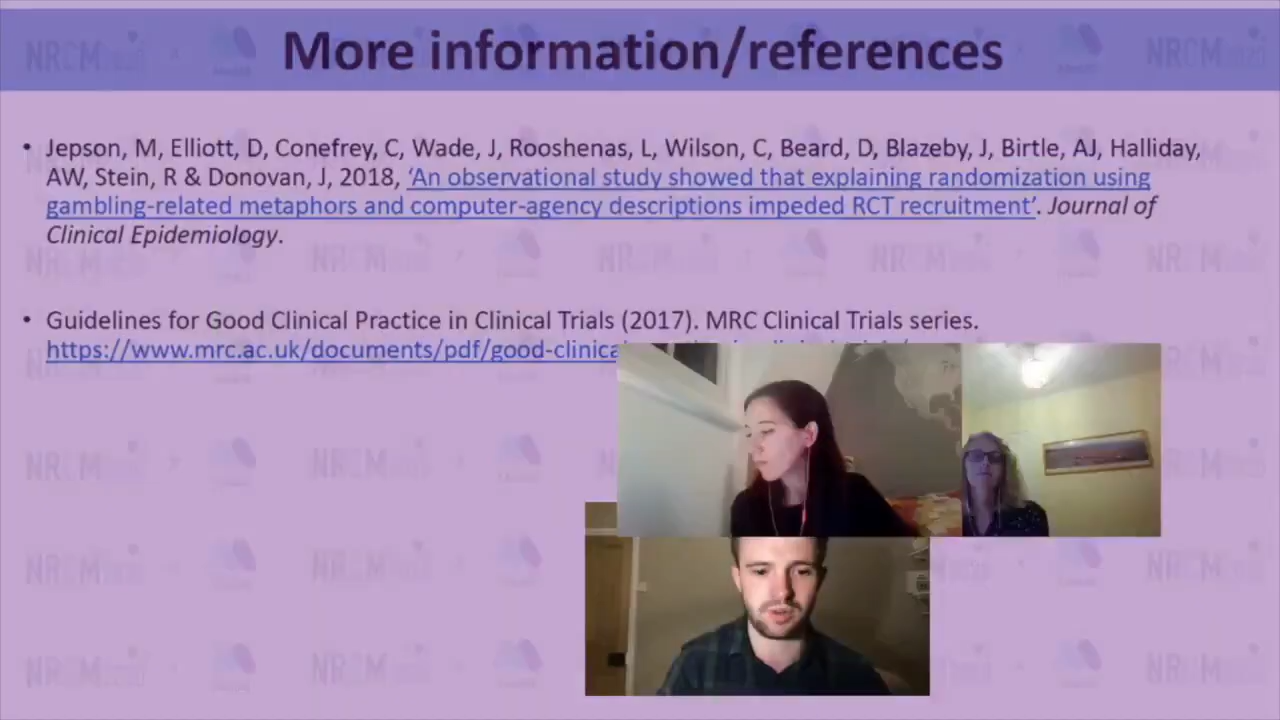 More information/references
• Jepson, M, Elliott, D, Conefrey, C, Wade, J, Rooshenas, L, Wilson, C, Beard, D, Blazeby, J, Birtle, AJ, Halliday,
AW, Stein, R & Donovan, J, 2018, ‘An observational study showed that explaining randomization using
gambling-related metaphors and computer-agency descriptions impeded RCT recruitment’. Journal of
Clinical Epidemiology.
• Guidelines for Good Clinical Practice in Clinical Trials (2017). MRC Clinical Trials series.
https://www.mrc.ac.uk/documents/pdf/good-clinical